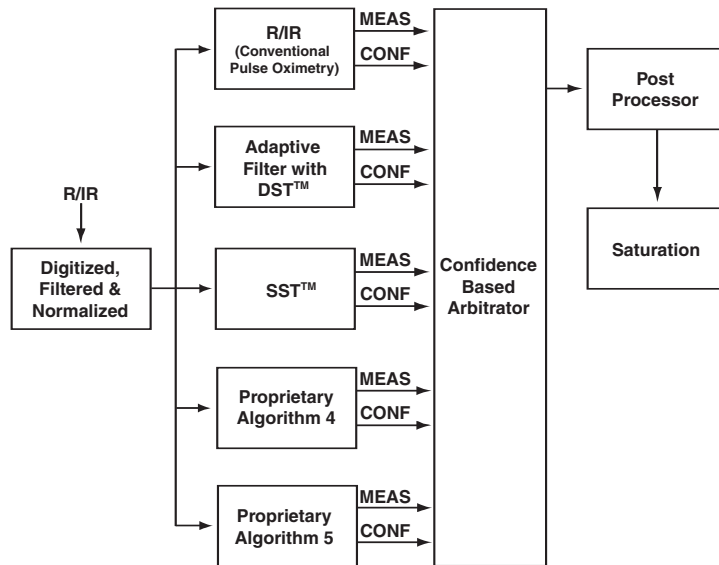 R/IR
Digitized,
Filtered &
Normalized
R/IR
(Conventional
Pulse Oximetry)
MEAS
CONF
Adaptive
Filter with
DST™
MEAS
CONF
SST™
MEAS
CONF
Proprietary
Algorithm 4
MEAS
CONF
Proprietary
Algorithm 5
MEAS
CONF
Confidence
Based
Arbitrator
Post
Processor
Saturation